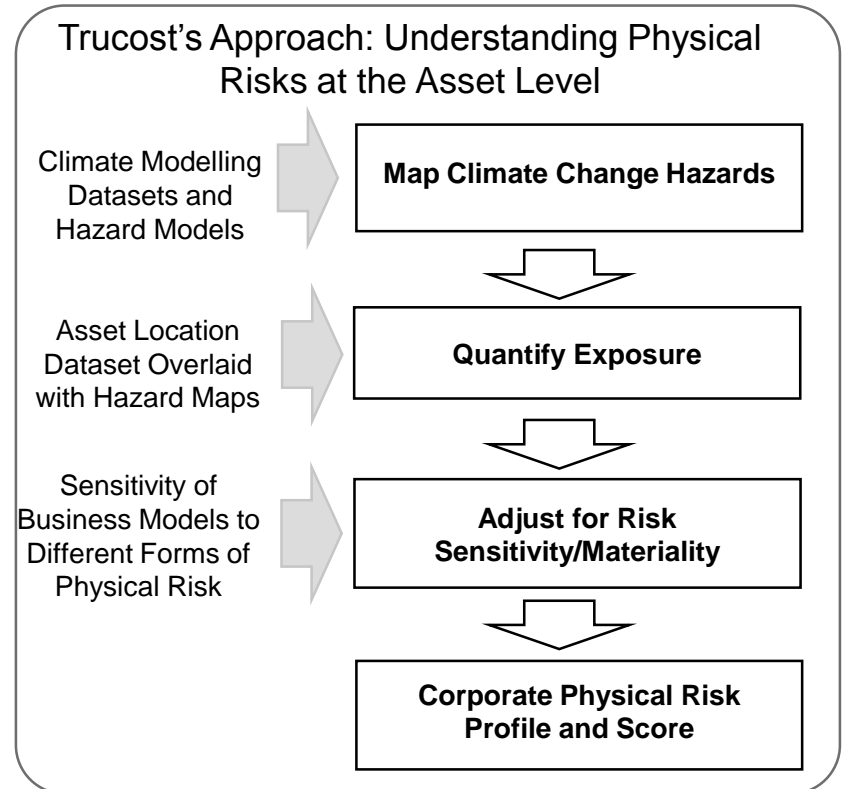 Trucost's Approach: Understanding Physical
Risks at the Asset Level
Climate Modelling
Datasets and
Hazard Models
Map Climate Change Hazards
Asset Location
Dataset Overlaid
with Hazard Maps
Quantify Exposure
Sensitivity of
Business Models to
Different Forms of
Physical Risk
Adjust for Risk
Sensitivity/Materiality
Corporate Physical Risk
Profile and Score